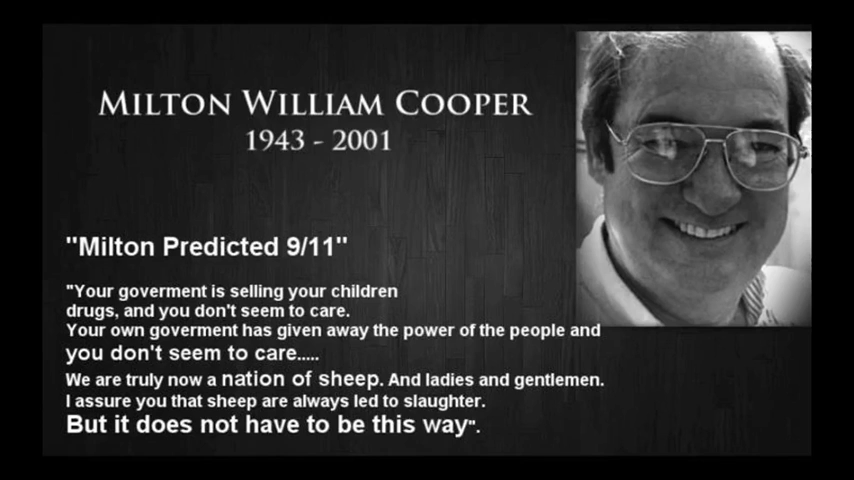 MILTON WILLIAM COOPER
1943 - 2001
"Milton Predicted 9/11"
"Your goverment is selling your children
drugs, and you don't seem to care.
Your own goverment has given away the power of the people and
you don't seem to care.....
We are truly now a nation of sheep. And ladies and gentlemen.
I assure you that sheep are always led to slaughter.
But it does not have to be this way".